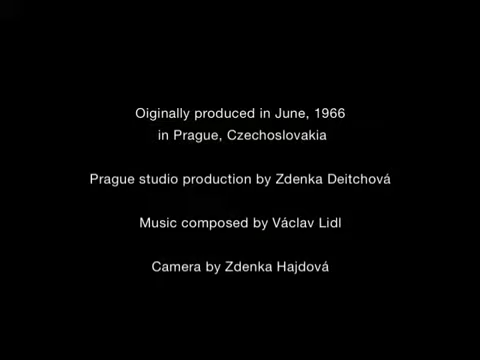 Oiginally produced in June, 1966
in Prague, Czechoslovakia
Prague studio production by Zdenka Deitchová
Music composed by Václav Lidl
Camera by Zdenka Hajdová